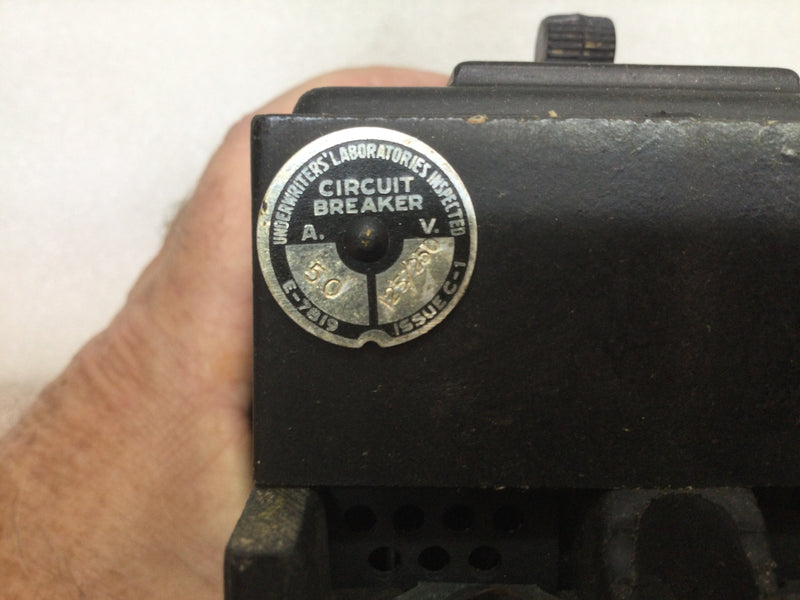 UNDERWRITERS' LABORATORIES INSPECTED
CIRCUIT
BREAKER
A. V.
50 125/250
E-7819 ISSUE C-1